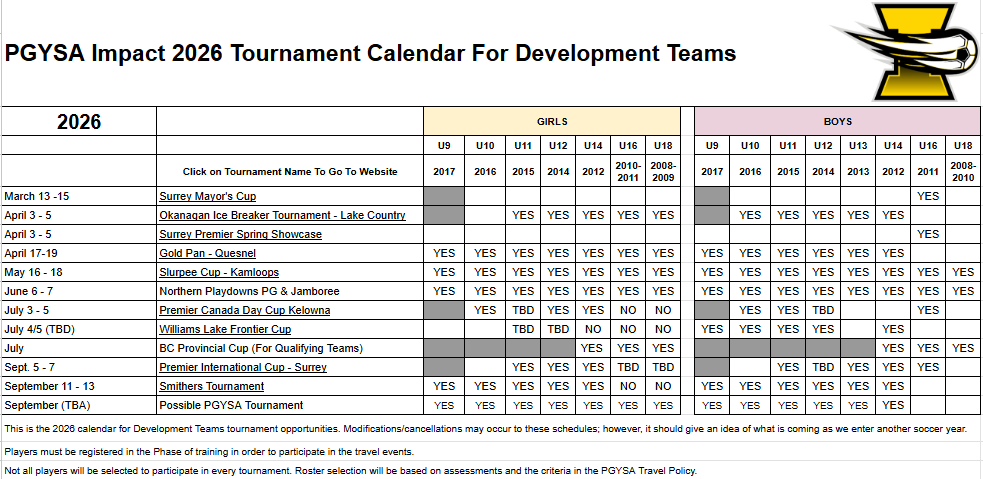 PGYSA Impact 2026 Tournament Calendar For Development Teams
2026 GIRLS BOYS
U9 U10 U11 U12 U14 U16 U18 U9 U10 U11 U12 U13 U14 U16 U18
Click on Tournament Name To Go To Website 2017 2016 2015 2014 2012 2010-2011 2008-2009 2017 2016 2015 2014 2013 2012 2011 2008-2010
March 13 -15 Surrey Mayor's Cup YES
April 3 - 5 Okanagan Ice Breaker Tournament - Lake Country YES YES YES YES YES YES YES YES YES YES
April 3 - 5 Surrey Premier Spring Showcase YES
April 17-19 Gold Pan - Quesnel YES YES YES YES YES YES YES YES YES YES YES YES
May 16 - 18 Slurpee Cup - Kamloops YES YES YES YES YES YES YES YES YES YES YES YES YES YES YES
June 6 - 7 Northern Playdowns PG & Jamboree YES YES YES YES YES YES YES YES YES YES YES YES YES YES YES
July 3 - 5 Premier Canada Day Cup Kelowna YES TBD YES YES NO NO YES YES TBD YES
July 4/5 (TBD) Williams Lake Frontier Cup TBD TBD NO NO NO YES YES YES YES YES
July BC Provincial Cup (For Qualifying Teams) YES YES YES YES YES YES
Sept. 5 - 7 Premier International Cup - Surrey YES YES YES TBD TBD YES TBD YES YES YES
September 11 - 13 Smithers Tournament YES YES YES YES YES NO NO YES YES YES YES YES YES
September (TBA) Possible PGYSA Tournament YES YES YES YES YES YES YES YES YES YES YES YES YES
This is the 2026 calendar for Development Teams tournament opportunities. Modifications/cancellations may occur to these schedules; however, it should give an idea of what is coming as we enter another soccer year.
Players must be registered in the Phase of training in order to participate in the travel events.
Not all players will be selected to participate in every tournament. Roster selection will be based on assessments and the criteria in the PGYSA Travel Policy.